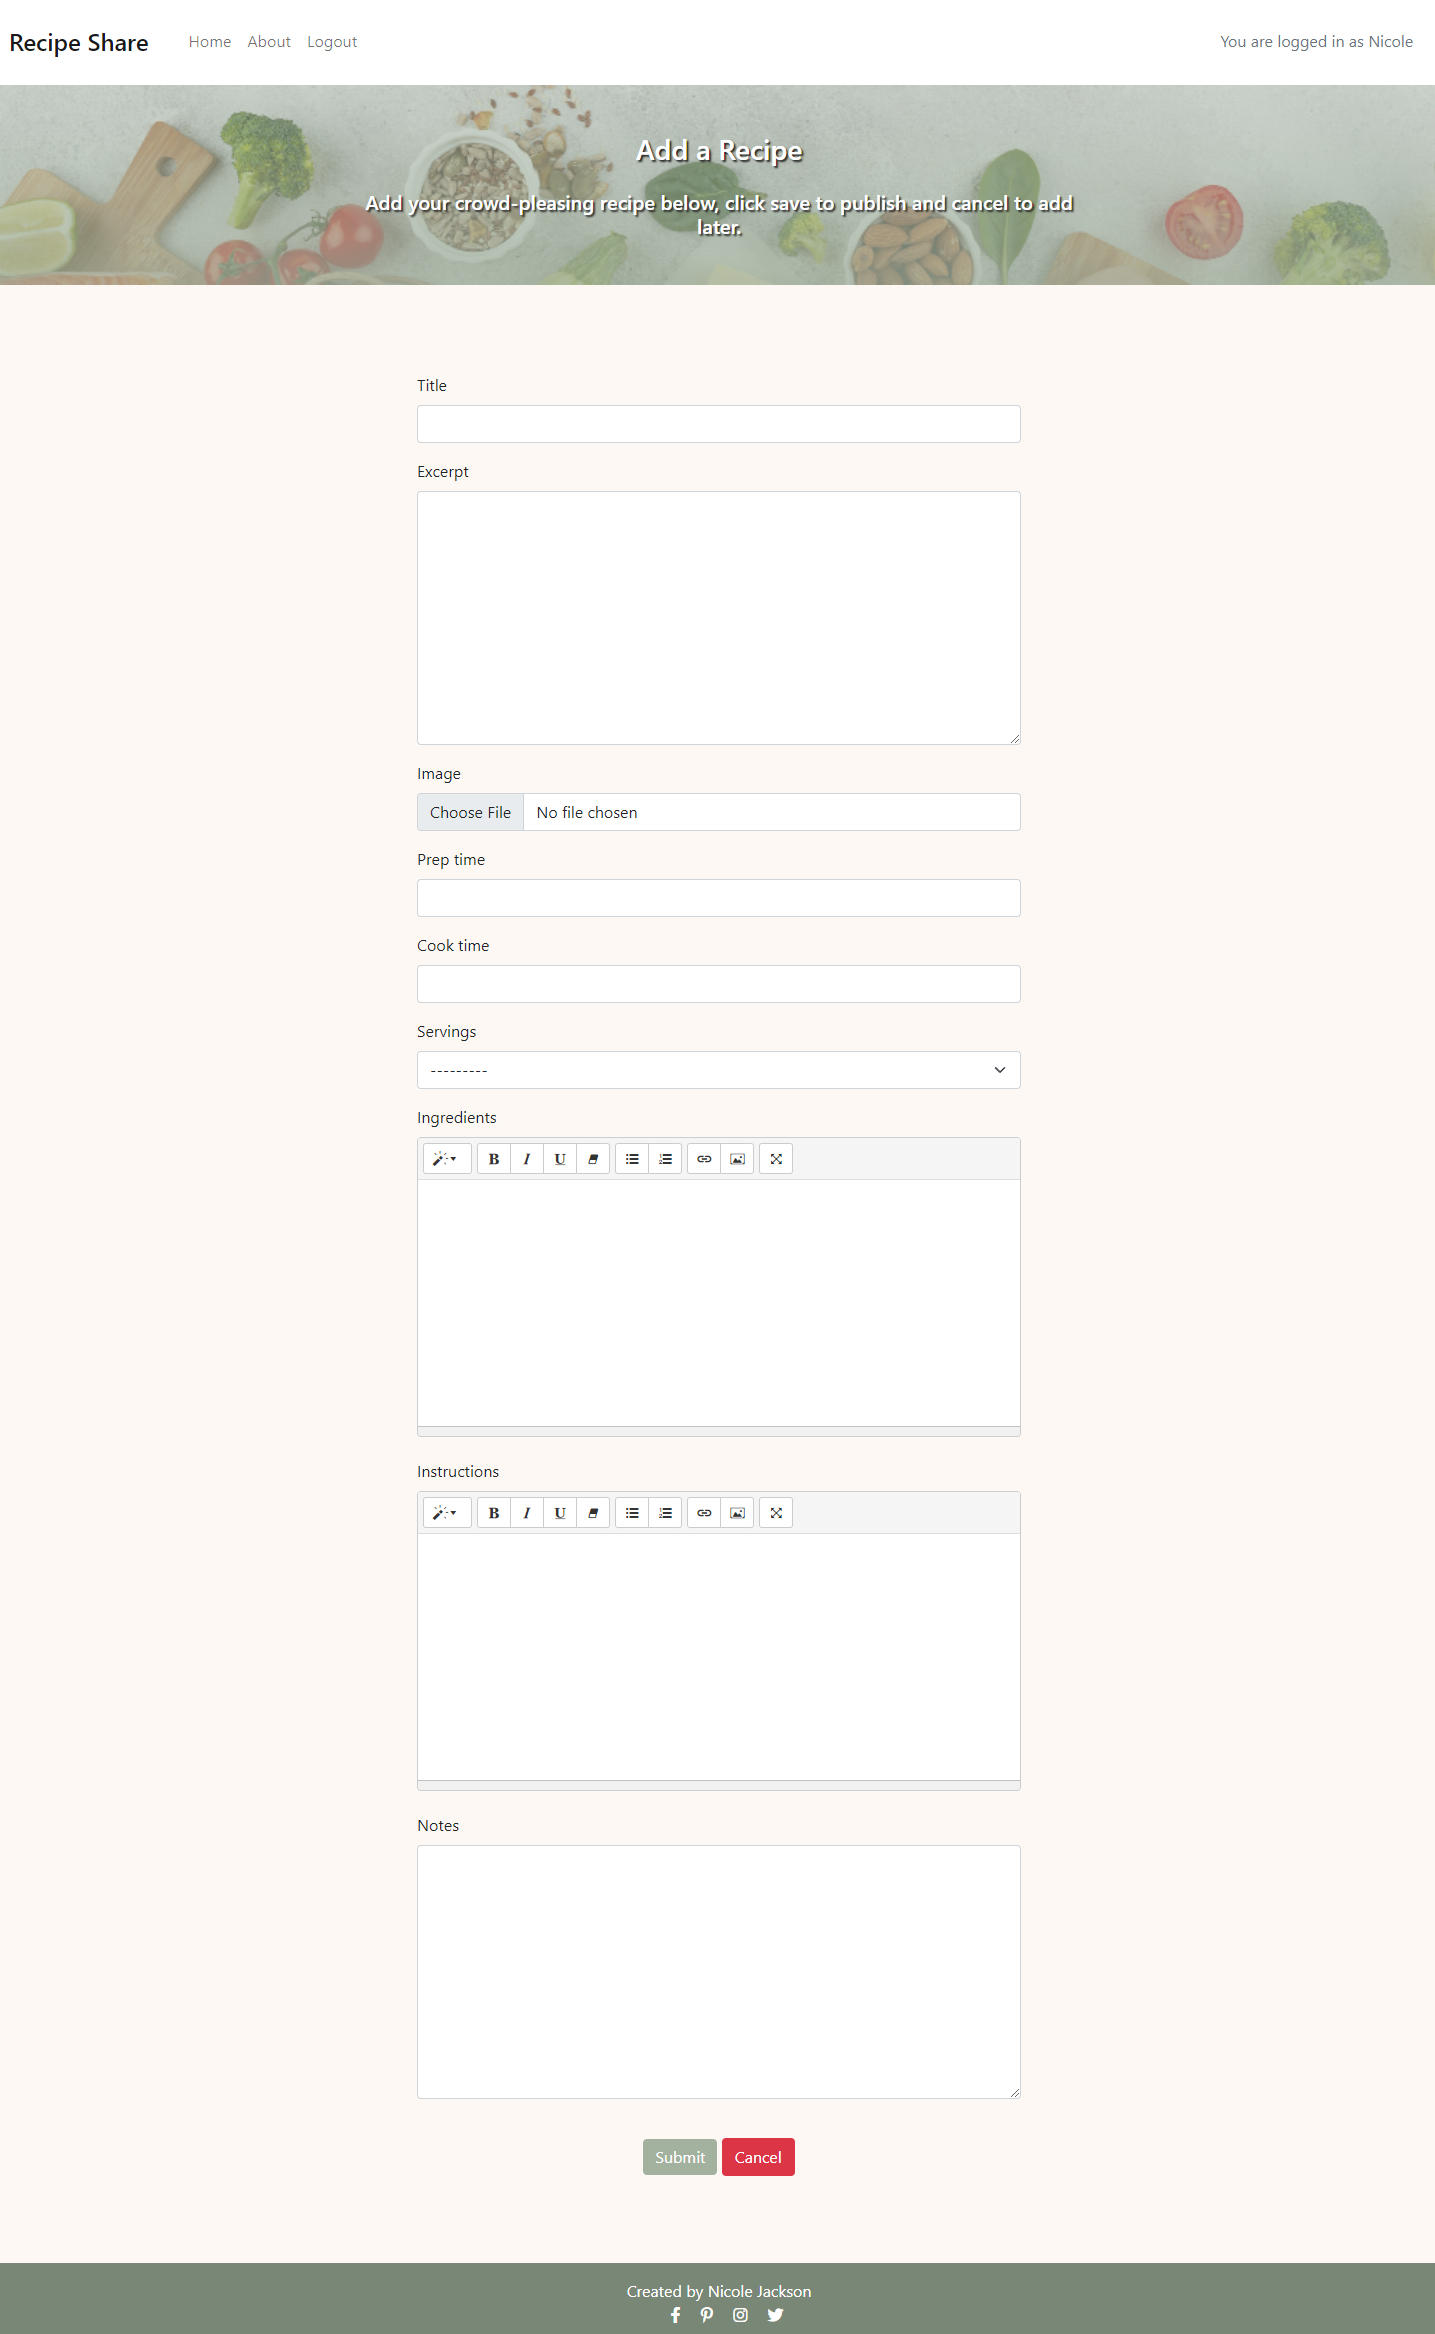 Recipe Share Home About Logout You are logged in as Nicole
Add a Recipe
Add your crowd-pleasing recipe below, click save to publish and cancel to add
later.
Title
Excerpt
Image
Choose File No file chosen
Prep time
Cook time
Servings
---------
Ingredients
B I U
Instructions
B I U
Notes
Submit Cancel
Created by Nicole Jackson